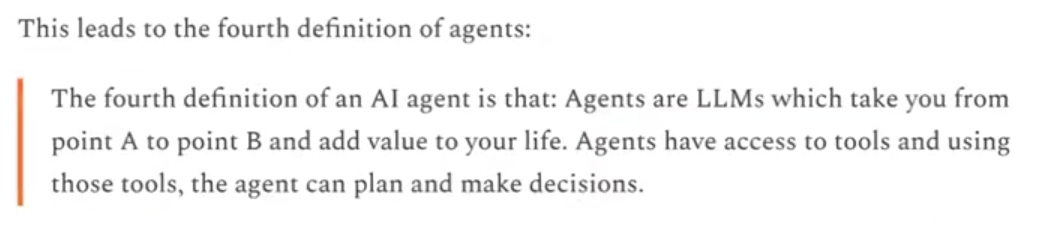 This leads to the fourth definition of agents:
The fourth definition of an AI agent is that: Agents are LLMs which take you from
point A to point B and add value to your life. Agents have access to tools and using
those tools, the agent can plan and make decisions.